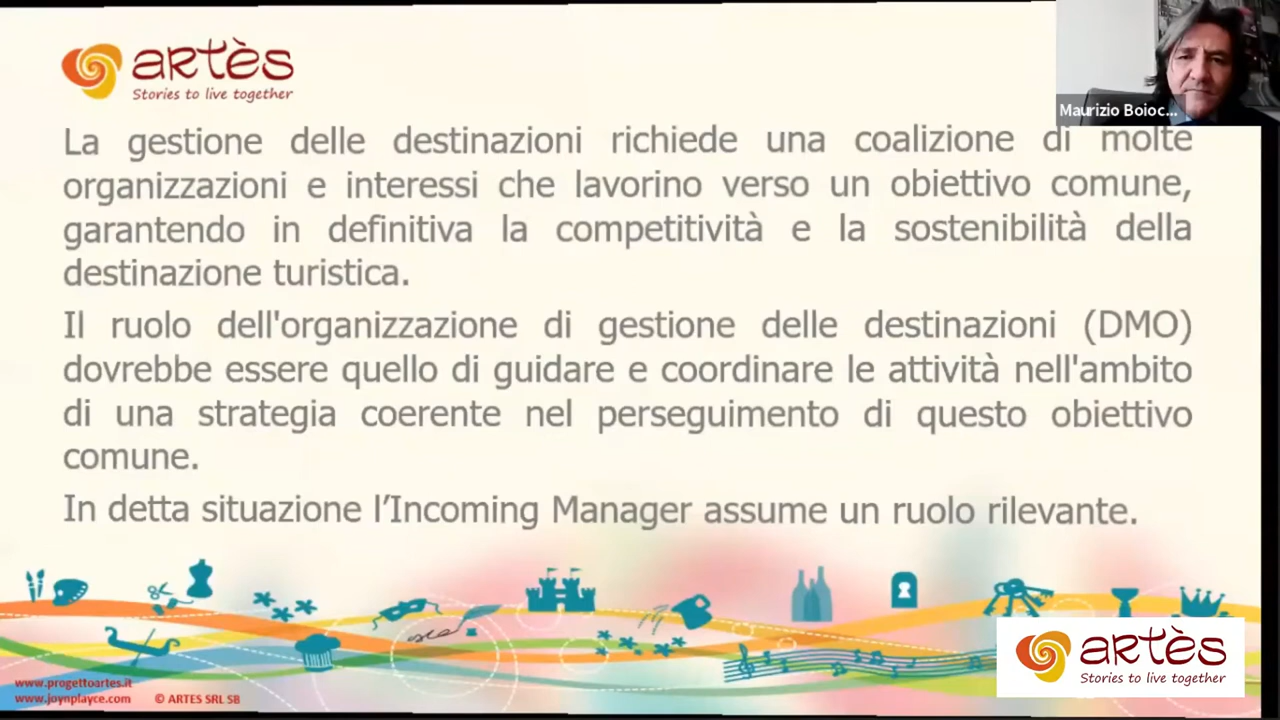 artès
Stories to live together
Maurizio Boioc...
La gestione delle destinazioni richiede una coalizione di molte
organizzazioni e interessi che lavorino verso un obiettivo comune,
garantendo in definitiva la competitività e la sostenibilità della
destinazione turistica.
Il ruolo dell'organizzazione di gestione delle destinazioni (DMO)
dovrebbe essere quello di guidare e coordinare le attività nell'ambito
di una strategia coerente nel perseguimento di questo obiettivo
comune.
In detta situazione l’Incoming Manager assume un ruolo rilevante.
www.progettoartes.it
www.joynplayce.com © ARTES SRL SB
artès
Stories to live together